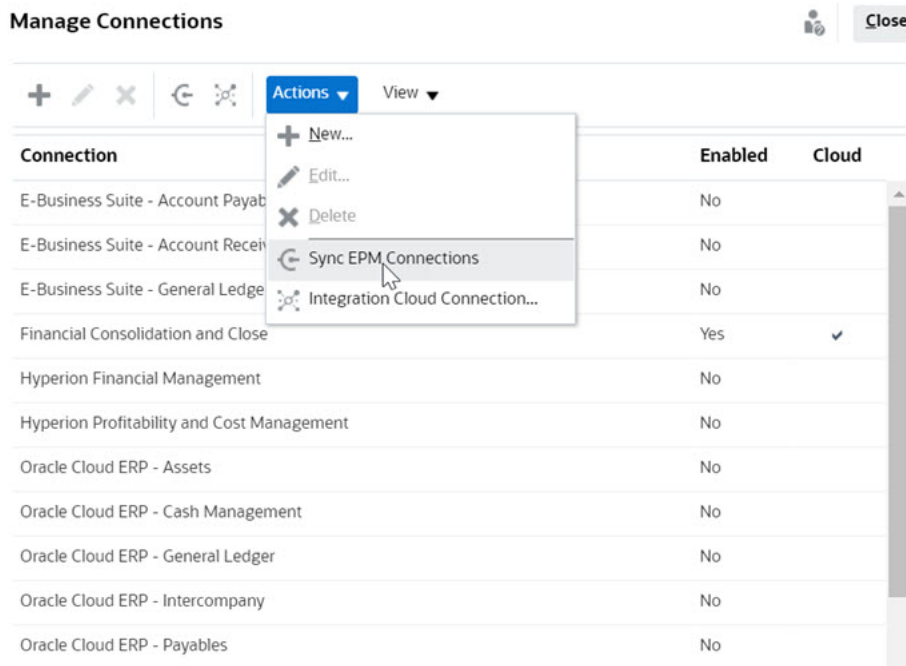 Manage Connections
Close
Actions View
New...
Connection Enabled Cloud
Edit...
E-Business Suite - Account Payab No
Delete
E-Business Suite - Account Receiv No
Sync EPM Connections
E-Business Suite - General Ledge No
Integration Cloud Connection...
Financial Consolidation and Close Yes
Hyperion Financial Management No
Hyperion Profitability and Cost Management No
Oracle Cloud ERP - Assets No
Oracle Cloud ERP - Cash Management No
Oracle Cloud ERP - General Ledger No
Oracle Cloud ERP - Intercompany No
Oracle Cloud ERP - Payables No